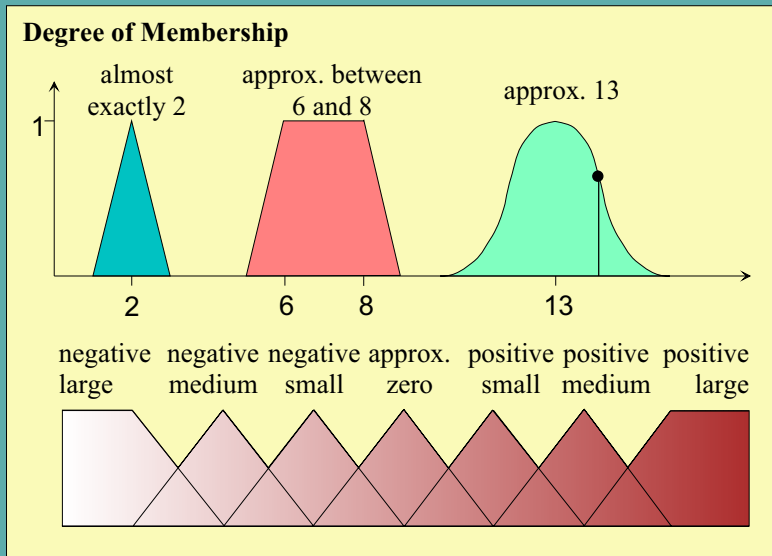 Degree of Membership
almost
exactly 2
approx. between
6 and 8
approx. 13
1
2
6
8
13
negative
large
negative
medium
negative
small
approx.
zero
positive
small
positive
medium
positive
large